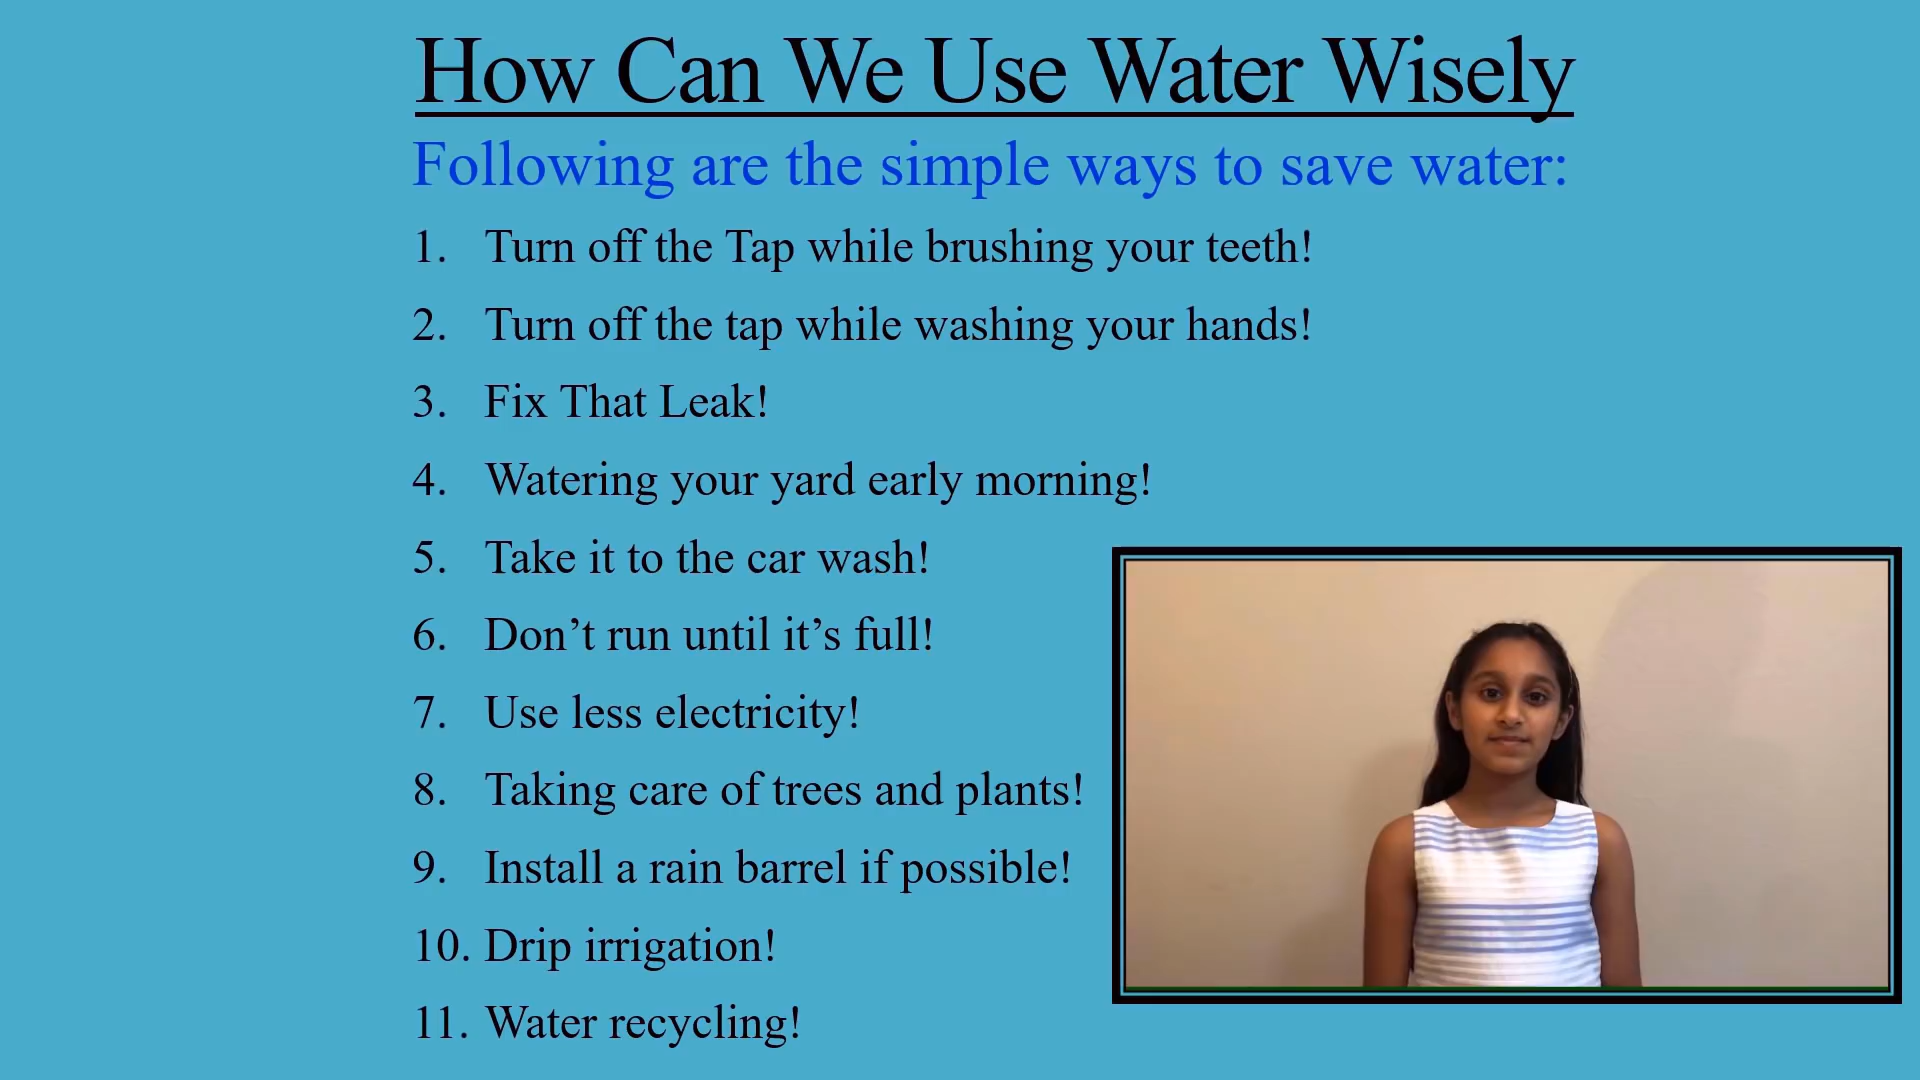 How Can We Use Water Wisely
Following are the simple ways to save water:
1. Turn off the Tap while brushing your teeth!
2. Turn off the tap while washing your hands!
3. Fix That Leak!
4. Watering your yard early morning!
5. Take it to the car wash!
6. Don’t run until it’s full!
7. Use less electricity!
8. Taking care of trees and plants!
9. Install a rain barrel if possible!
10. Drip irrigation!
11. Water recycling!